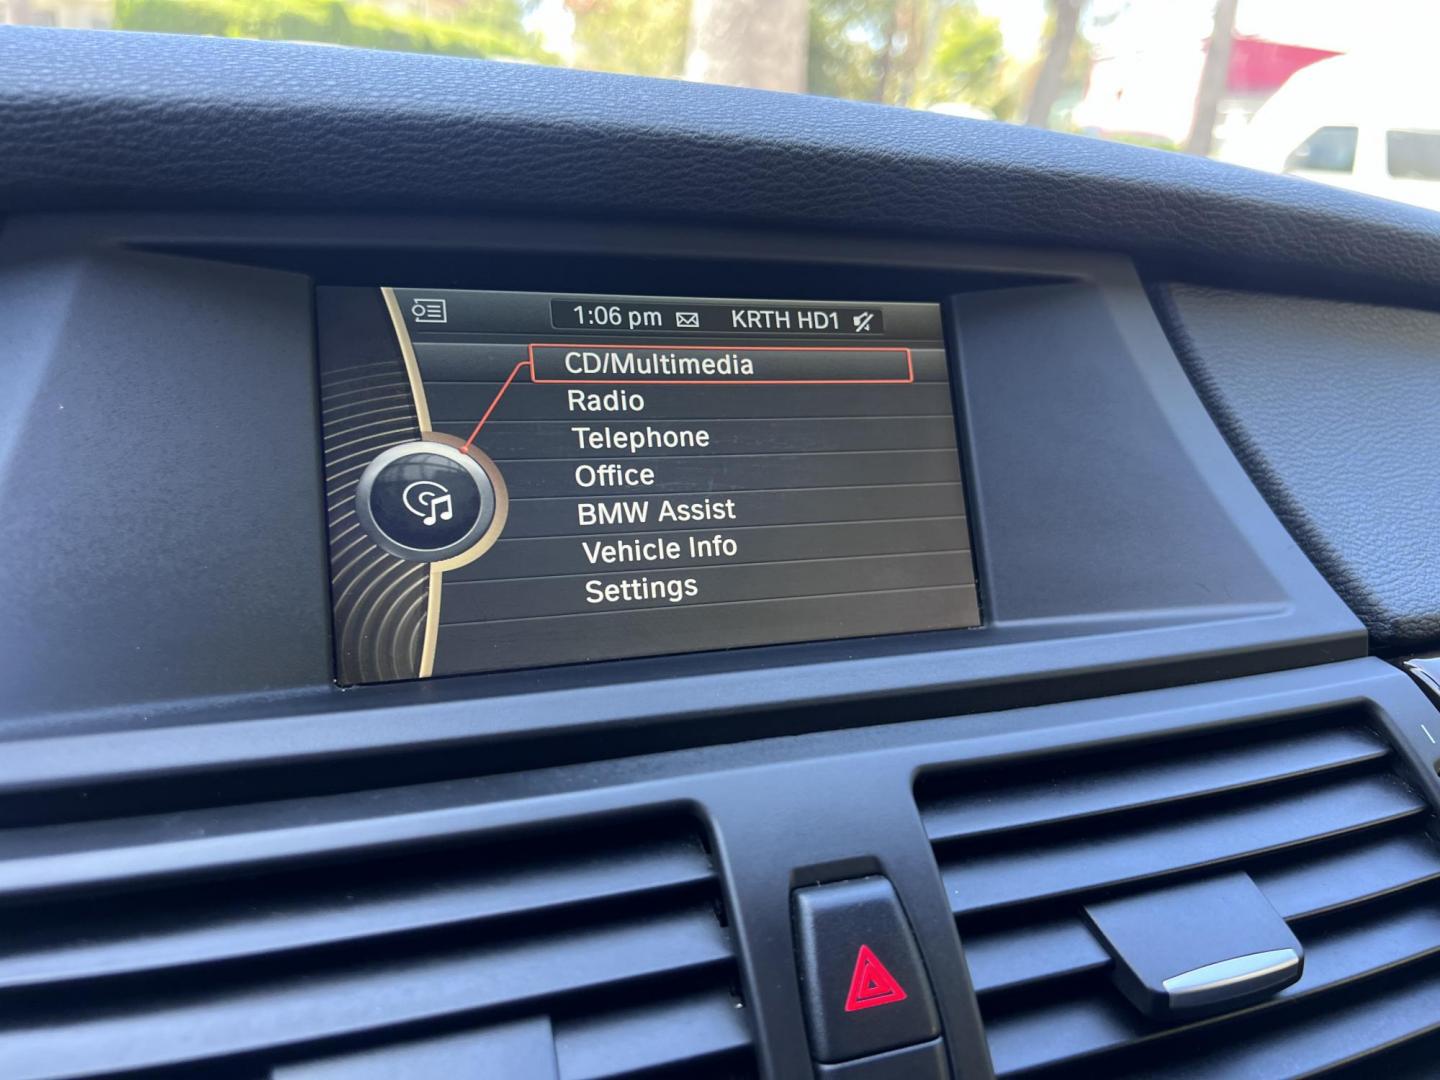 1:06 pm KRTH HD1
CD/Multimedia
Radio
Telephone
Office
BMW Assist
Vehicle Info
Settings